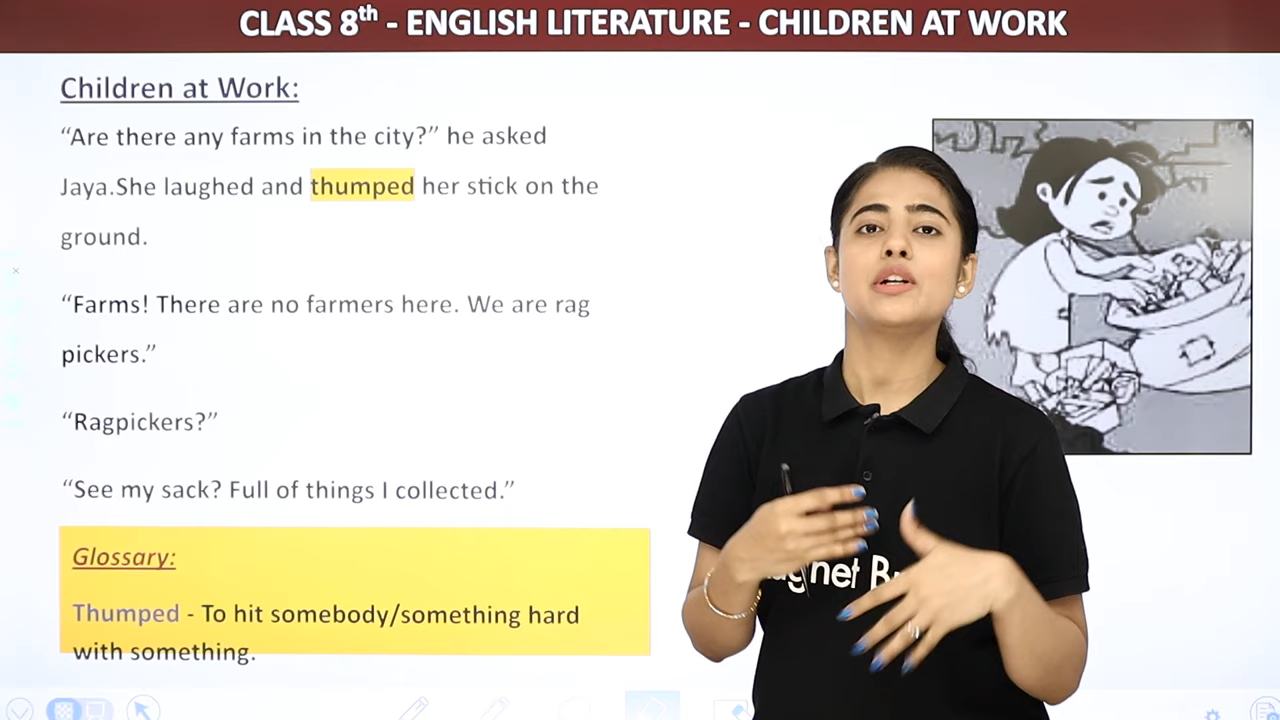 CLASS 8th - ENGLISH LITERATURE - CHILDREN AT WORK
Children at Work:
“Are there any farms in the city?” he asked
Jaya.She laughed and thumped her stick on the
ground.
“Farms! There are no farmers here. We are rag
pickers.”
“Ragpickers?”
“See my sack? Full of things I collected.”
Glossary:
Thumped - To hit somebody/something hard
with something.